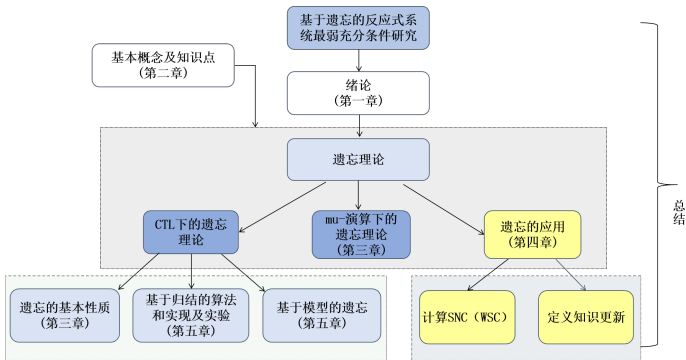 基于遗忘的反应式系
统最弱充分条件研究
基本概念及知识点
(第二章)
绪论
(第一章)
遗忘理论
CTL下的遗忘
理论
mu-演算下的
遗忘理论
(第三章)
遗忘的应用
(第四章)
总
结
遗忘的基本性质
(第三章)
基于归结的算法
和实现及实验
(第五章)
基于模型的遗忘
(第五章)
计算SNC（WSC）
定义知识更新